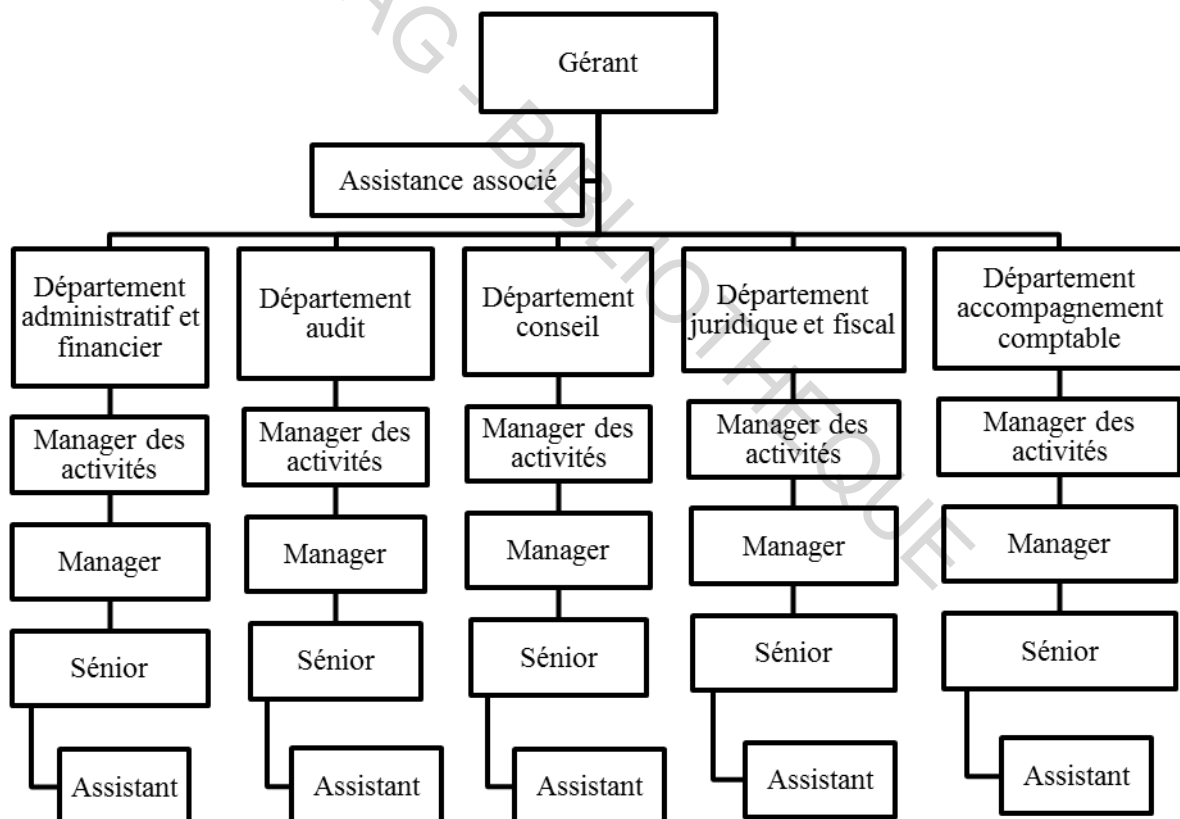 Gérant
Assistance associé
Département
administratif et
financier
Département
audit
Département
conseil
Département
juridique et fiscal
Département
accompagnement
comptable
Manager des
activités
Manager des
activités
Manager des
activités
Manager des
activités
Manager des
activités
Manager
Manager
Manager
Manager
Manager
Sénior
Sénior
Sénior
Sénior
Sénior
Assistant
Assistant
Assistant
Assistant
Assistant
AG - BIBLIOTHEQUE